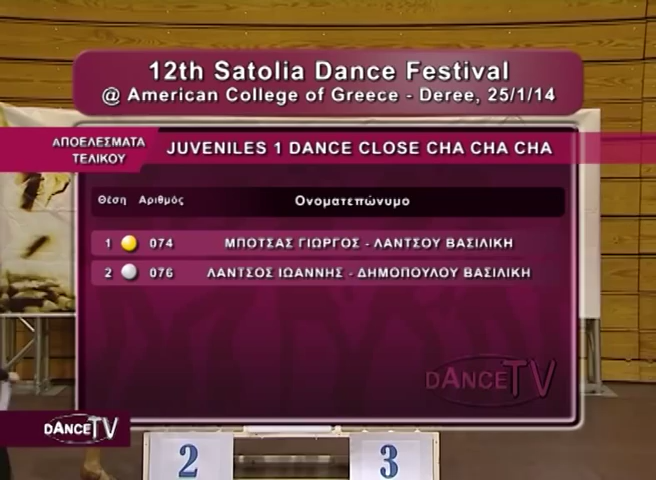 12th Satolia Dance Festival
@ American College of Greece - Deree, 25/1/14
ΑΠΟΕΛΕΣΜΑΤΑ
ΤΕΛΙΚΟΥ
JUVENILES 1 DANCE CLOSE CHA CHA CHA
Θέση Αριθμός Ονοματεπώνυμο
1 074 ΜΠΟΤΣΑΣ ΓΙΩΡΓΟΣ - ΛΑΝΤΣΟΥ ΒΑΣΙΛΙΚΗ
2 076 ΛΑΝΤΣΟΣ ΙΩΑΝΝΗΣ - ΔΗΜΟΠΟΥΛΟΥ ΒΑΣΙΛΙΚΗ
DANCE TV
DANCE TV
2 3